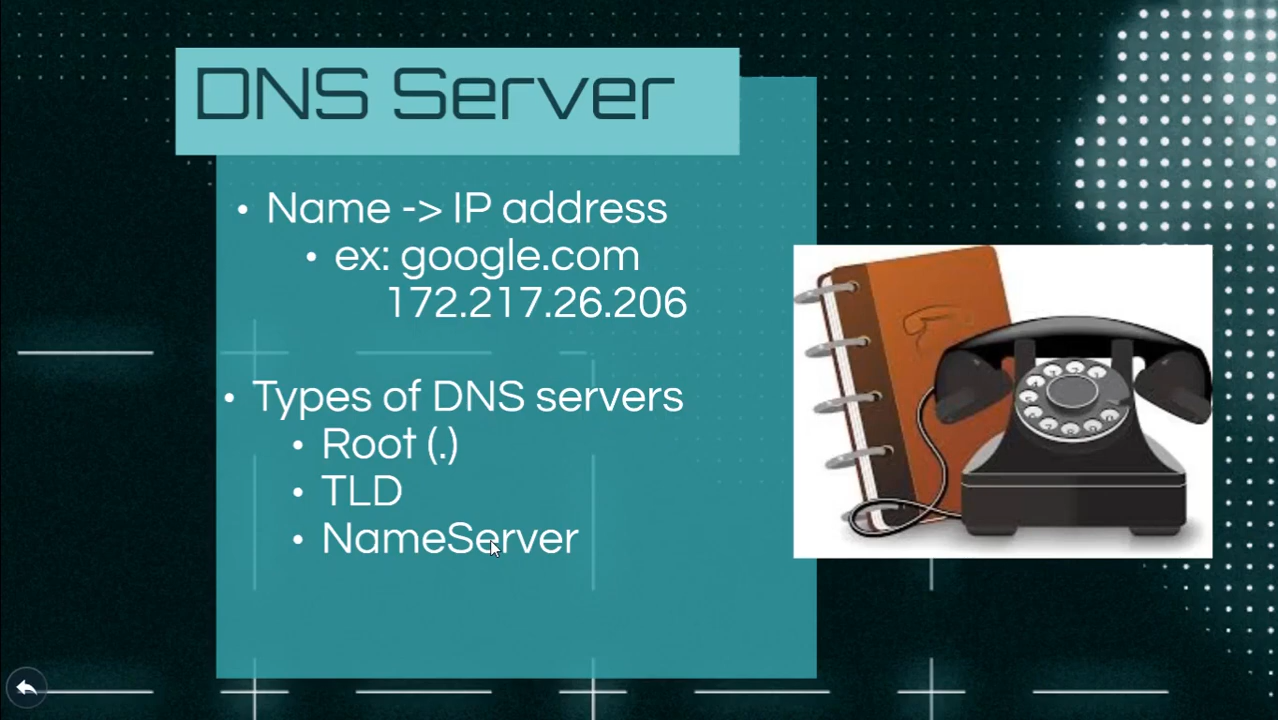 DNS Server
• Name -> IP address
• ex: google.com
172.217.26.206
• Types of DNS servers
• Root (.)
• TLD
• NameServer